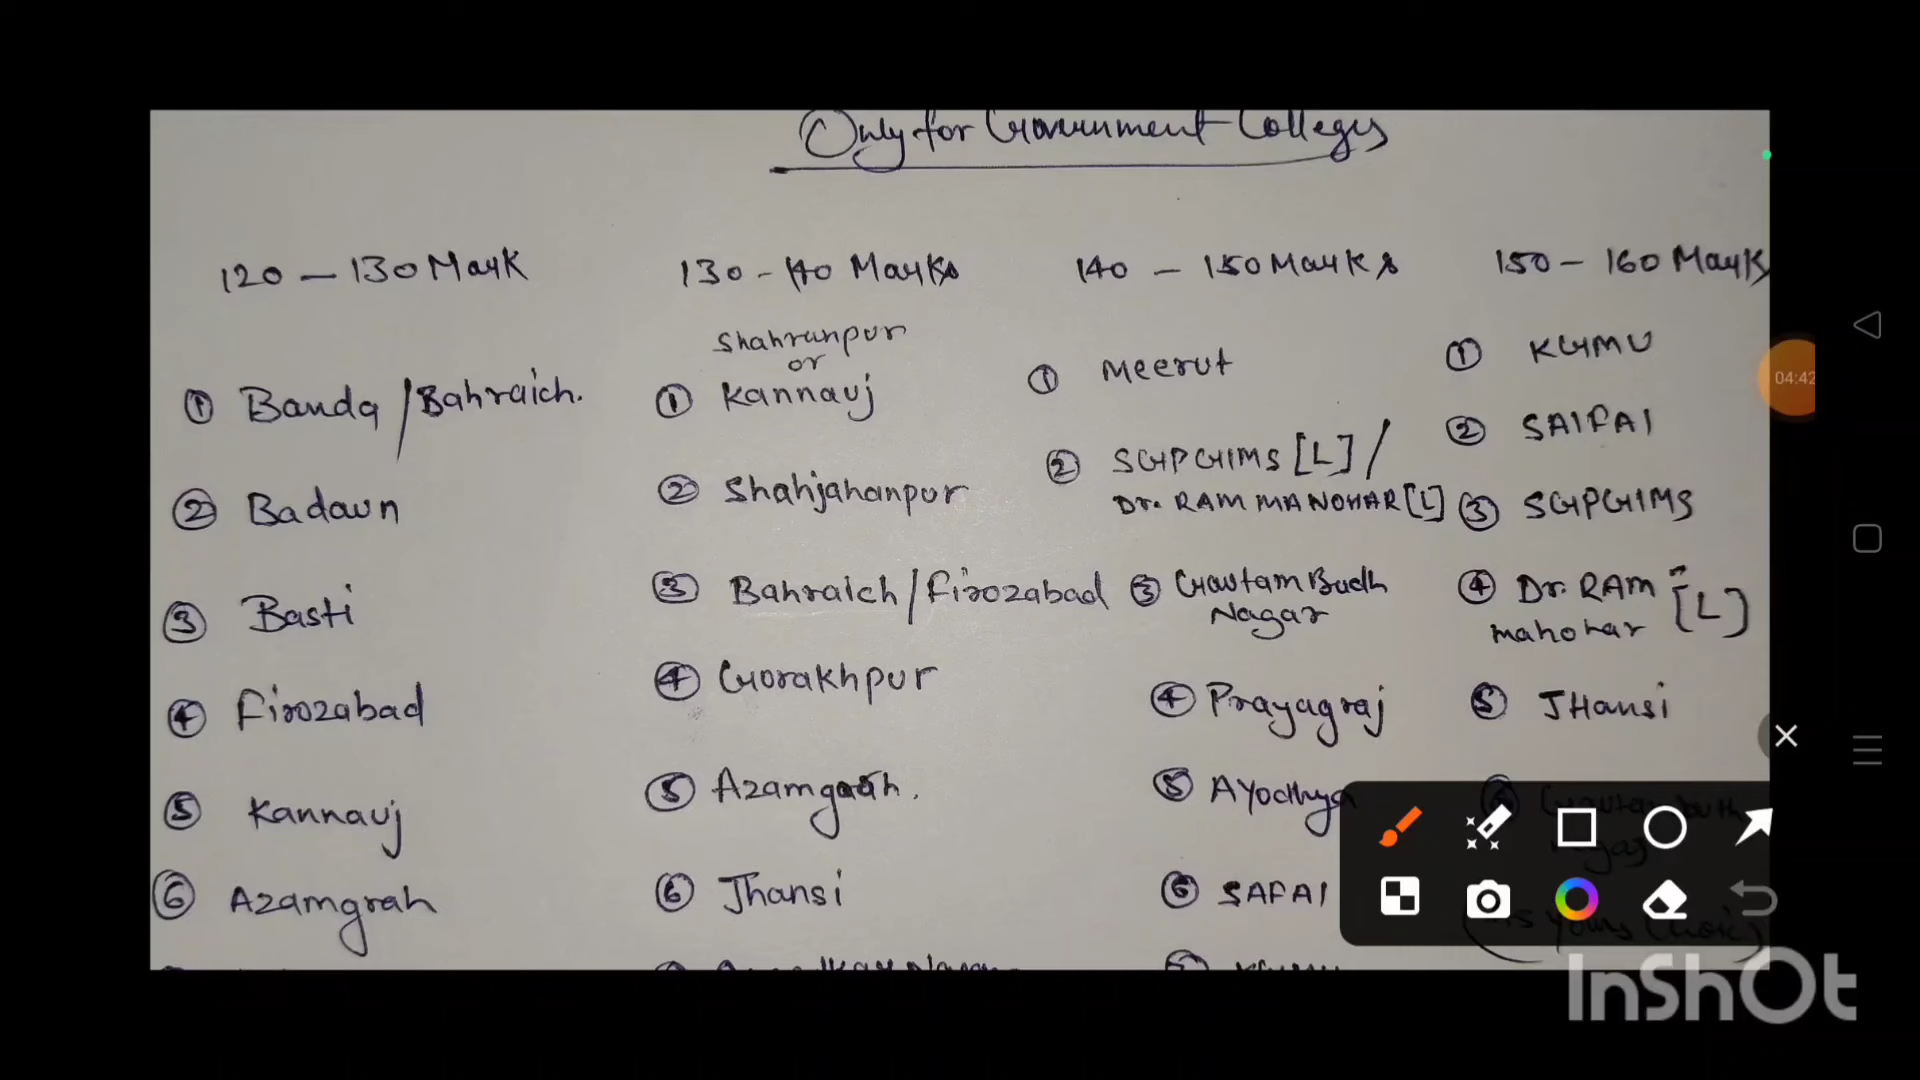 Only for Government Colleges
120 - 130 Mark
① Banda / Bahraich.
② Badaun
③ Basti
④ Firozabad
⑤ Kannauj
⑥ Azamgrah
130 - 140 Marks
Shahranpur
or
① Kannauj
② Shahjahanpur
③ Bahraich / Firozabad
④ Gorakhpur
⑤ Azamgarh.
⑥ Jhansi
140 - 150 Marks
① Meerut
② SGPGIMS [L] /
Dr. RAM MANOHAR [L]
③ Gautam Budh
Nagar
④ Prayagraj
⑤ AYodhya
⑥ SAFAI
150 - 160 Mark
① KGMU
② SAIFAI
③ SGPGIMS
④ Dr. RAM
Manohar [L]
⑤ JHansi
04:42
InShOt